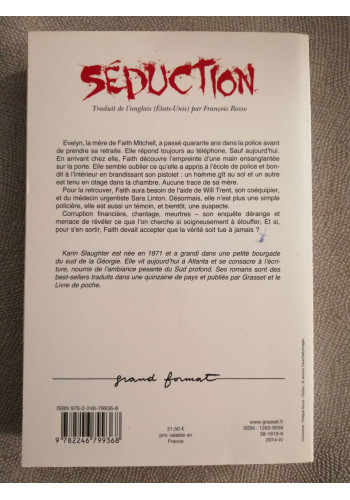 SÉDUCTION
Traduit de l'anglais (États-Unis) par François Rosso
Evelyn, la mère de Faith Mitchell, a passé quarante ans dans la police avant
de prendre sa retraite. Elle répond toujours au téléphone. Sauf aujourd'hui.
En arrivant chez elle, Faith découvre l'empreinte d'une main ensanglantée sur
la porte. Elle semble oublier ce qu'elle a appris à l'école de police et bon-
dit à l'intérieur en brandissant son pistolet : un homme gît au sol et un autre
est tenu en otage dans la chambre. Aucune trace de sa mère.
Pour la retrouver, Faith aura besoin de l'aide de Will Trent, son coéquipier,
et du médecin urgentiste Sara Linton. Désormais, elle n'est plus une simple
policière, elle est aussi un témoin, et bientôt, une suspecte.
Corruption financière, chantage, meurtres – son enquête dérange et
menace de révéler ce que l'on cherche si soigneusement à étouffer. Et si,
pour s'en sortir, Faith devait accepter que la vérité soit tue à jamais ?
Karin Slaughter est née en 1971 et a grandi dans une petite bourgade
du sud de la Géorgie. Elle vit aujourd'hui à Atlanta et se consacre à l'écri-
ture, nourrie de l'ambiance pesante du Sud profond. Ses romans sont des
best-sellers traduits dans une quinzaine de pays et publiés par Grasset et le
Livre de poche.
grand format
ISBN 978-2-246-79936-8
9 782246 799368
21,50 €
prix valable en
France
www.grasset.fr
2014-IV